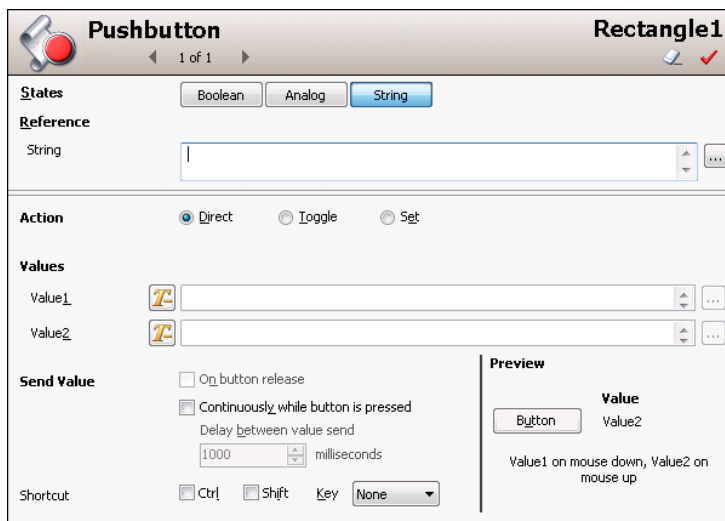 Pushbutton Rectangle1
1 of 1
States Boolean Analog String
Reference
String ...
Action Direct Toggle Set
Values
Value1 T ...
Value2 T ...
Send Value On button release
Continuously while button is pressed
Delay between value send
1000 milliseconds
Shortcut Ctrl Shift Key None
Preview
Value
Button Value2
Value1 on mouse down, Value2 on
mouse up